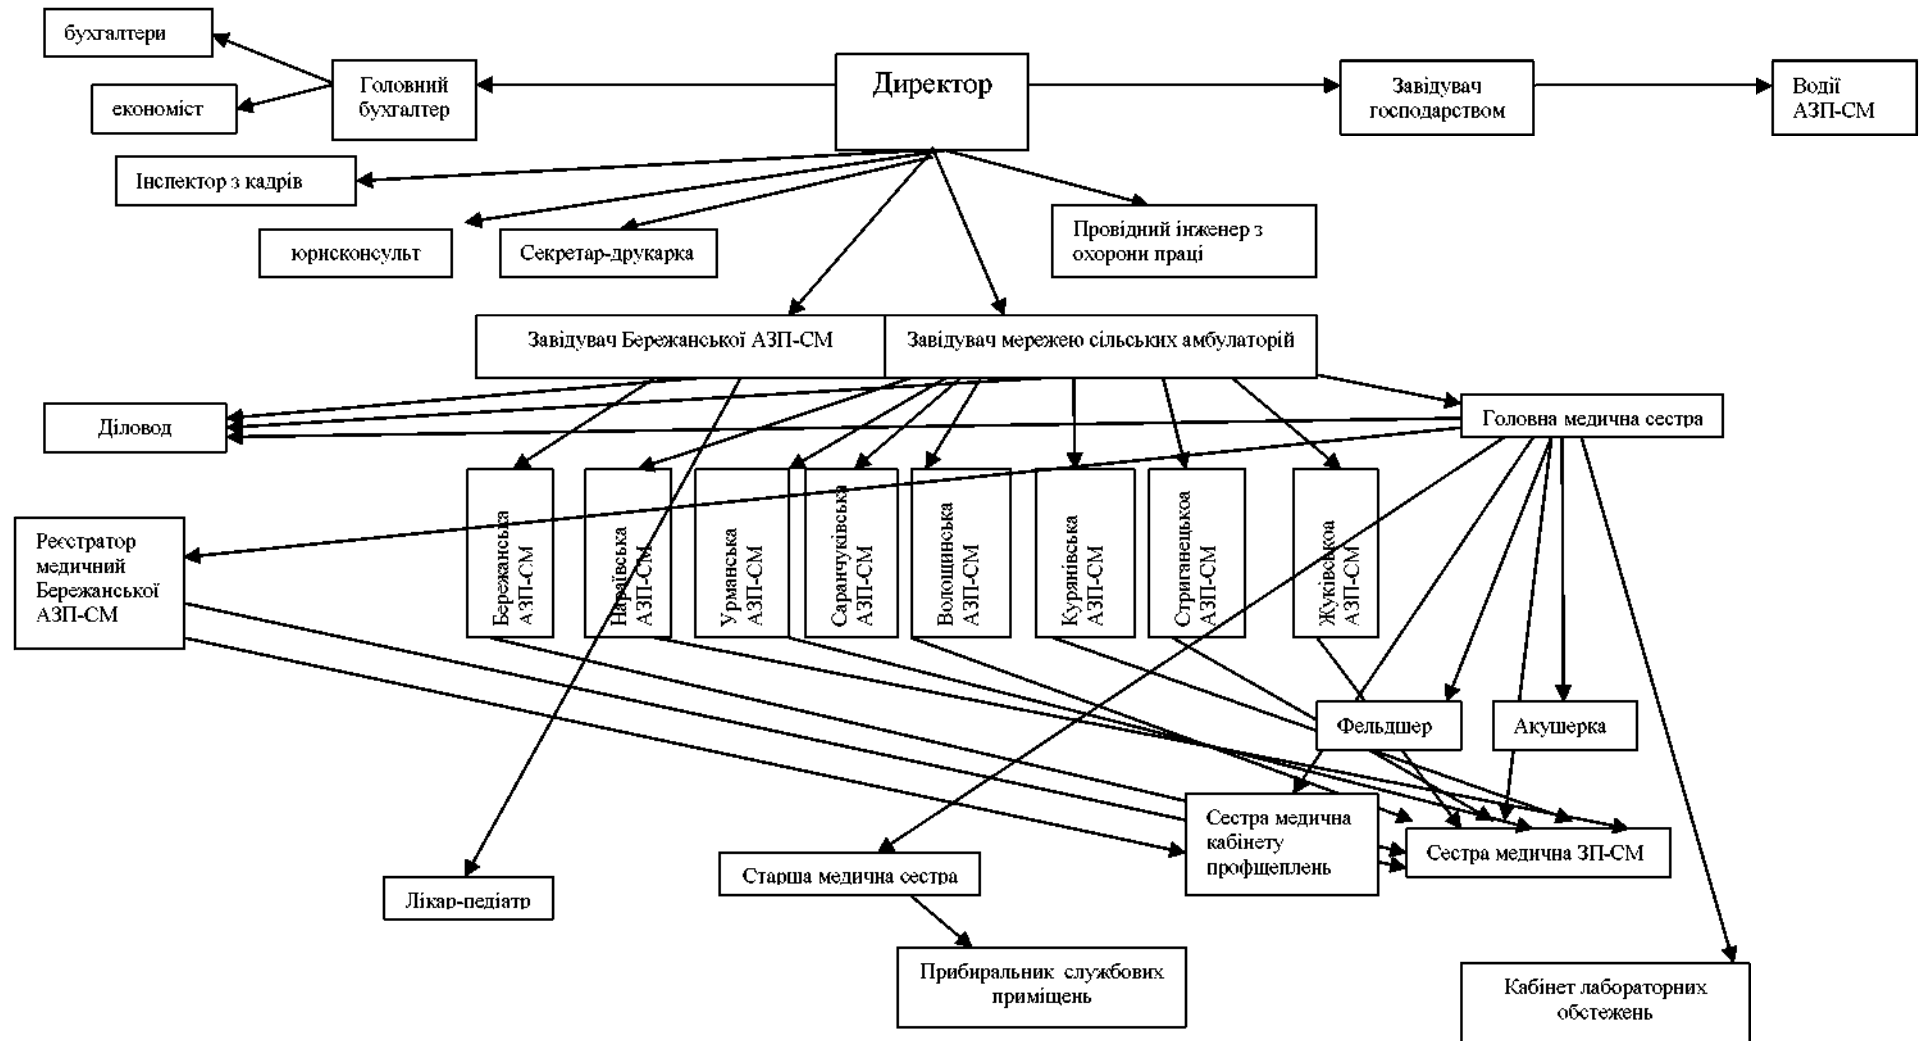 бухгалтери
Директор
Головний
бухгалтер
Завідувач
господарством
Водії
АЗП-СМ
економіст
Інспектор з кадрів
юрисконсульт
Секретар-друкарка
Провідний інженер з
охорони праці
Завідувач Бережанської АЗП-СМ
Завідувач мережею сільських амбулаторій
Діловод
Головна медична сестра
Реєстратор
медичний
Бережанської
АЗП-СМ
Бережанська
АЗП-СМ
Нараївська
АЗП-СМ
Урманська
АЗП-СМ
Саранчуківська
АЗП-СМ
Волощинська
АЗП-СМ
Курянівська
АЗП-СМ
Стриганецькоа
АЗП-СМ
Жуківськоа
АЗП-СМ
Фельдшер
Акушерка
Сестра медична
кабінету
профщеплень
Сестра медична ЗП-СМ
Старша медична сестра
Лікар-педіатр
Прибиральник службових
приміщень
Кабінет лабораторних
обстежень